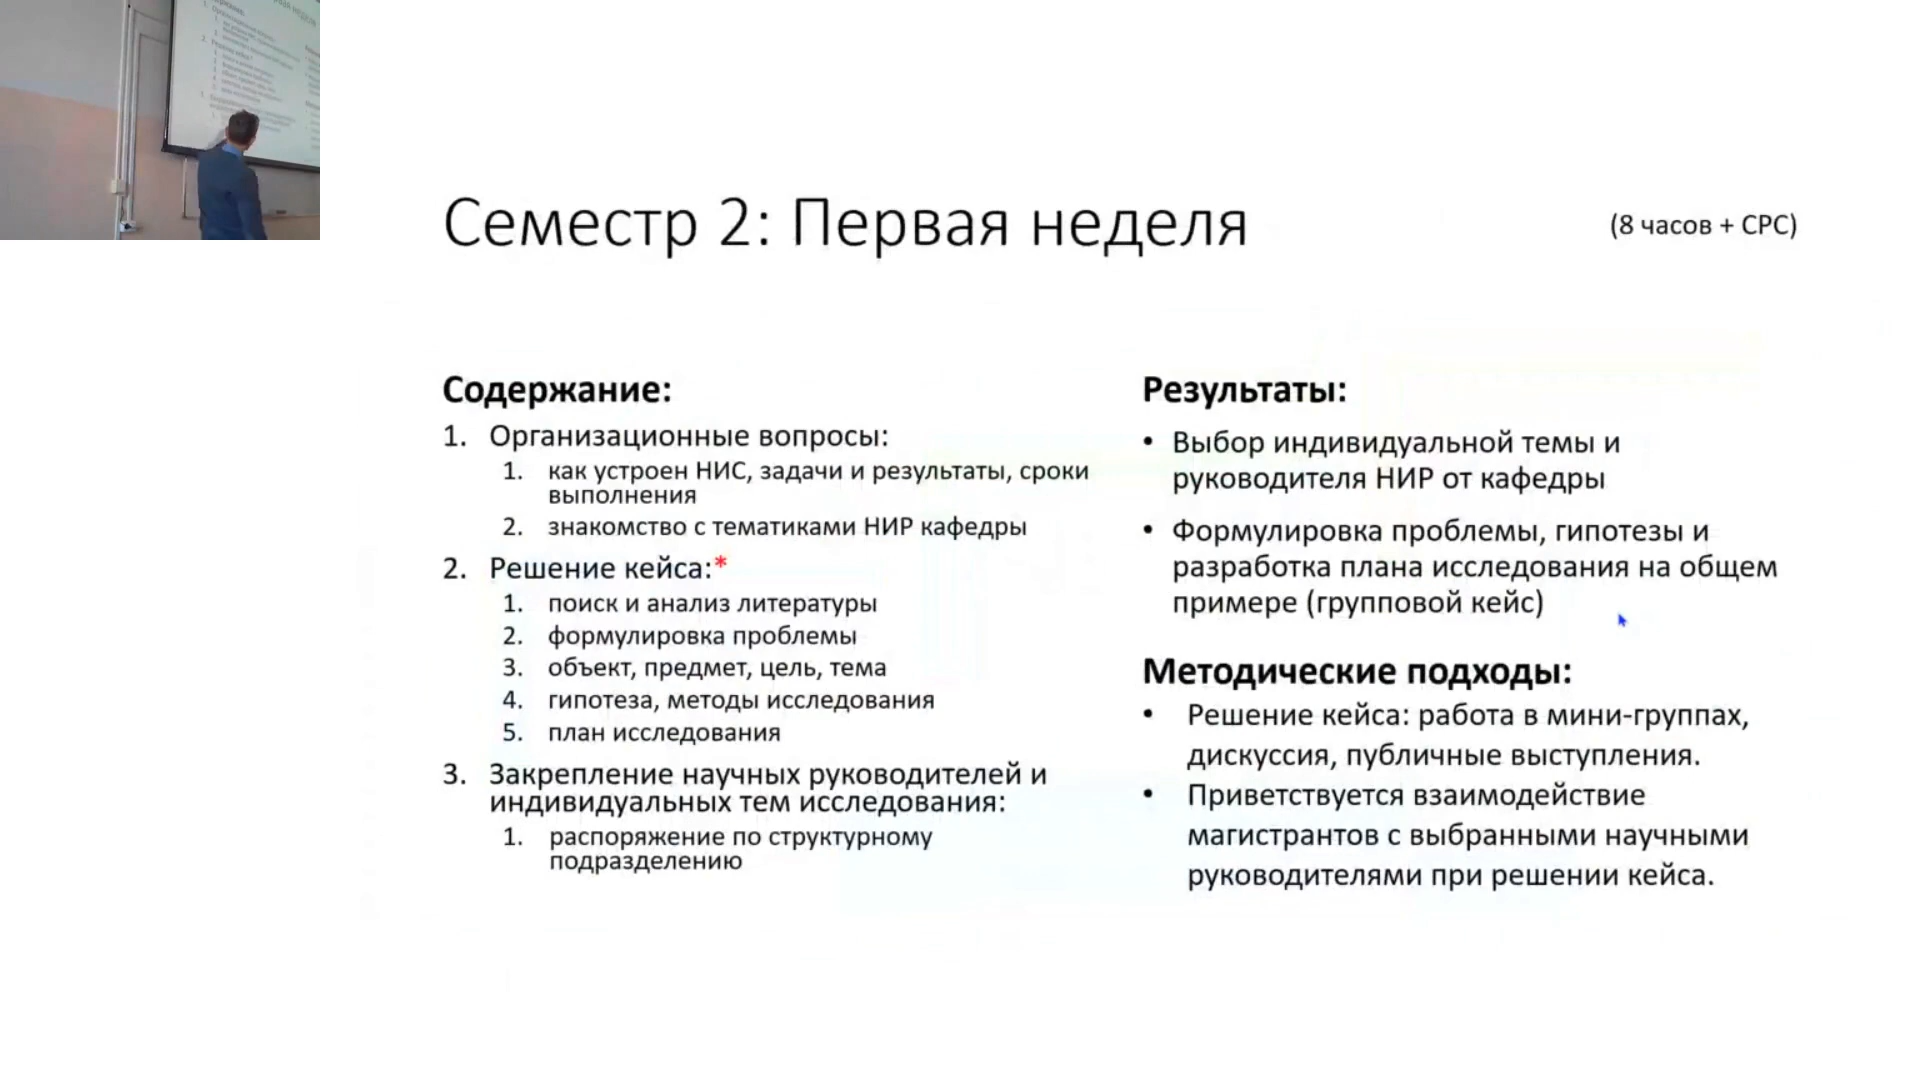 Семестр 2: Первая неделя
(8 часов + СРС)
Содержание:
1. Организационные вопросы:
1. как устроен НИС, задачи и результаты, сроки
выполнения
2. знакомство с тематиками НИР кафедры
2. Решение кейса:*
1. поиск и анализ литературы
2. формулировка проблемы
3. объект, предмет, цель, тема
4. гипотеза, методы исследования
5. план исследования
3. Закрепление научных руководителей и
индивидуальных тем исследования:
1. распоряжение по структурному
подразделению
Результаты:
• Выбор индивидуальной темы и
руководителя НИР от кафедры
• Формулировка проблемы, гипотезы и
разработка плана исследования на общем
примере (групповой кейс)
Методические подходы:
• Решение кейса: работа в мини-группах,
дискуссия, публичные выступления.
• Приветствуется взаимодействие
магистрантов с выбранными научными
руководителями при решении кейса.